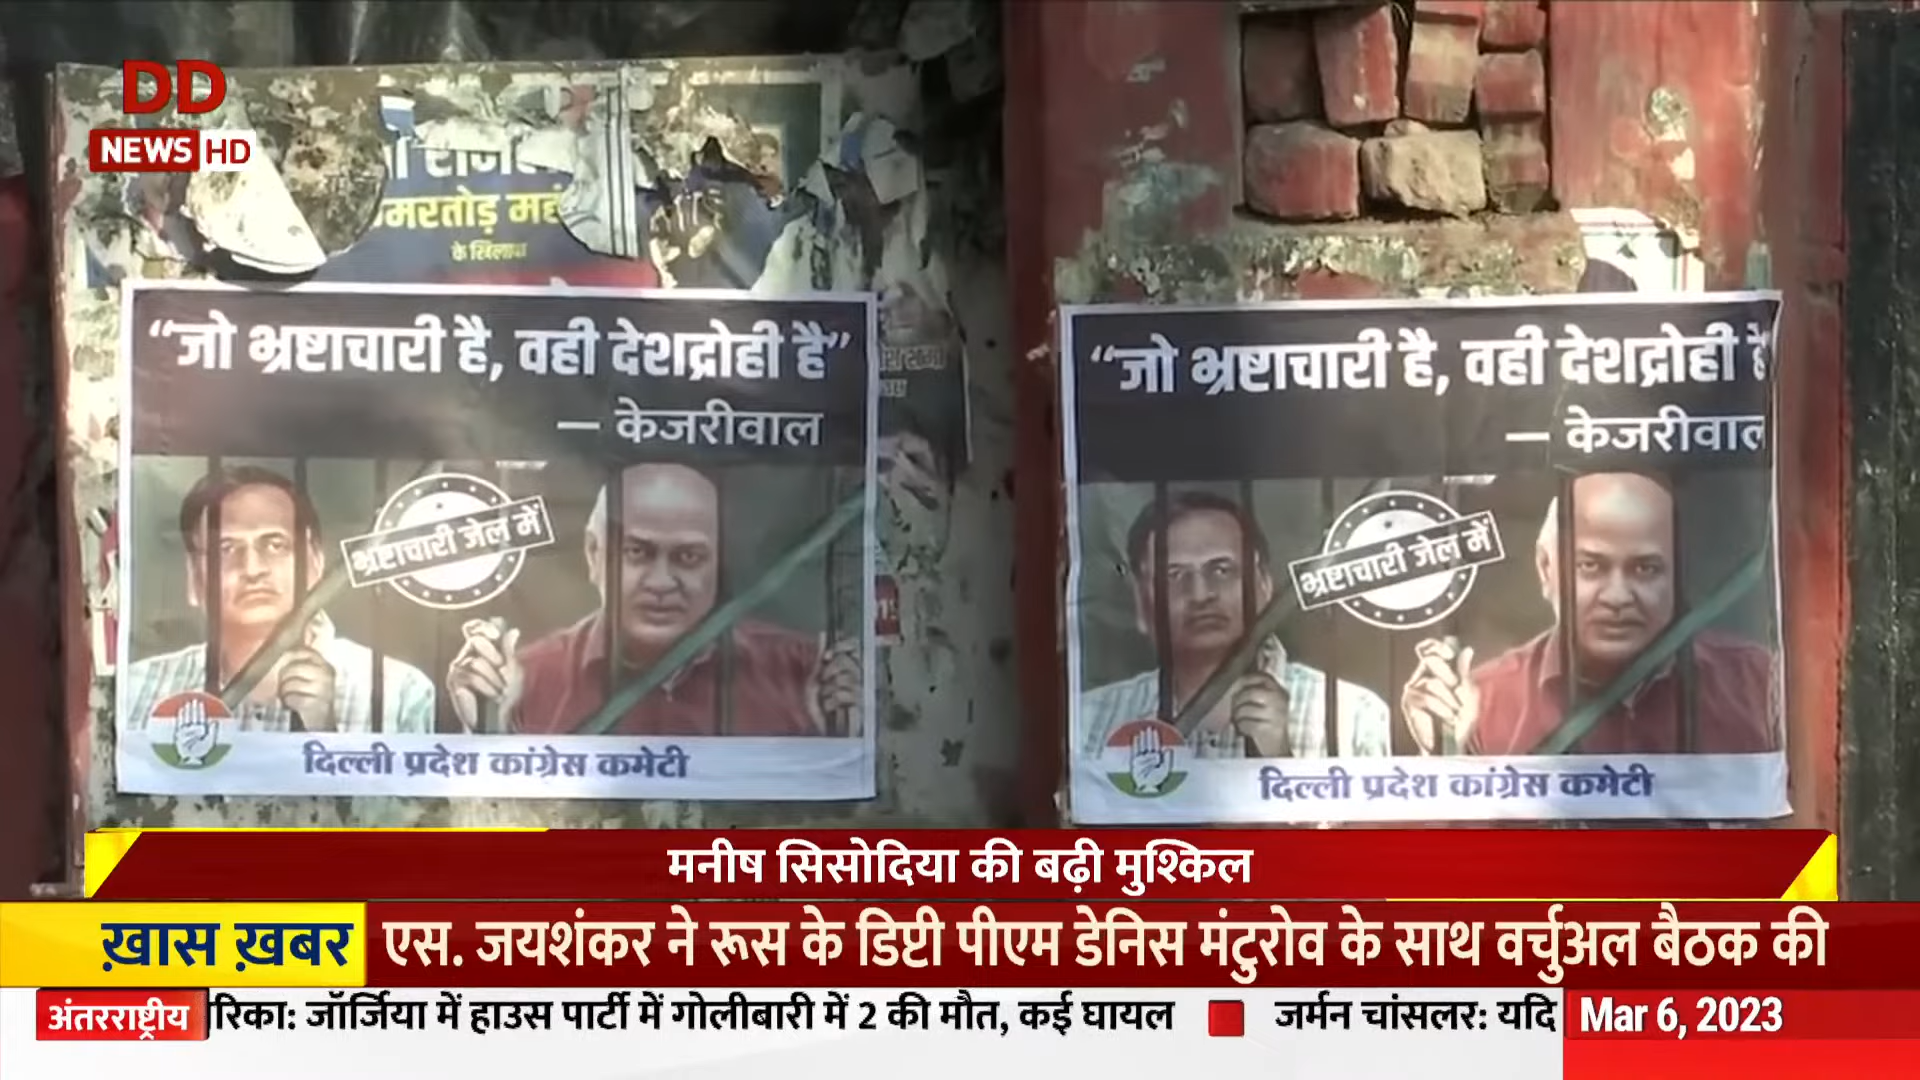 DD
NEWS HD
मरतोड़
के खिलाफ
“जो भ्रष्टाचारी है, वही देशद्रोही है”
— केजरीवाल
भ्रष्टाचारी जेल में
दिल्ली प्रदेश कांग्रेस कमेटी
“जो भ्रष्टाचारी है, वही देशद्रोही है
— केजरीवाल
भ्रष्टाचारी जेल में
दिल्ली प्रदेश कांग्रेस कमेटी
मनीष सिसोदिया की बढ़ी मुश्किल
ख़ास ख़बर एस. जयशंकर ने रूस के डिप्टी पीएम डेनिस मंटुरोव के साथ वर्चुअल बैठक की
अंतरराष्ट्रीय रिका: जॉर्जिया में हाउस पार्टी में गोलीबारी में 2 की मौत, कई घायल जर्मन चांसलर: यदि Mar 6, 2023